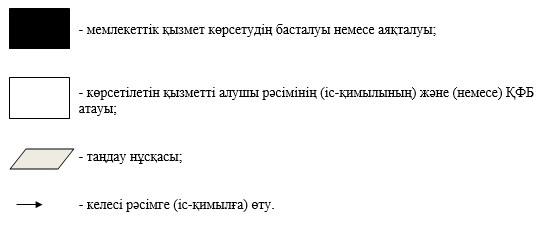 - мемлекеттік қызмет көрсетудің басталуы немесе аяқталуы;
- көрсетілетін қызметті алушы рәсімінің (іс-қимылының) және (немесе) ҚФБ
атауы;
- таңдау нұсқасы;
- келесі рәсімге (іс-қимылға) өту.